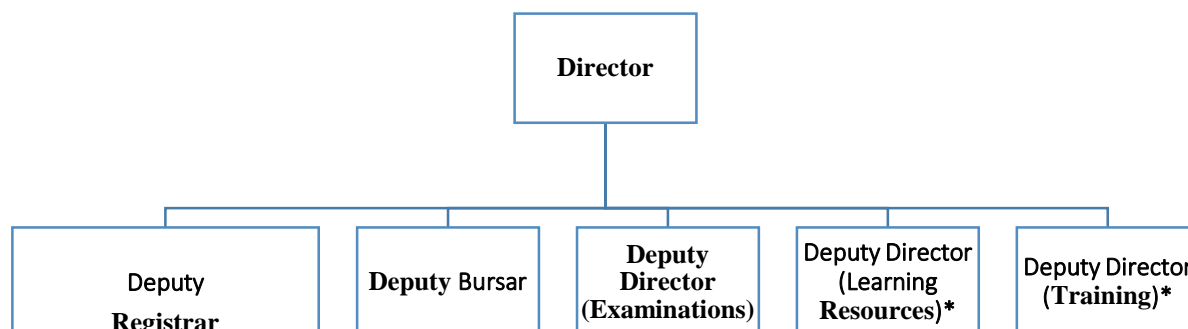 Director
Deputy
Registrar
Deputy Bursar
Deputy
Director
(Examinations)
Deputy Director
(Learning
Resources)*
Deputy Director
(Training)*